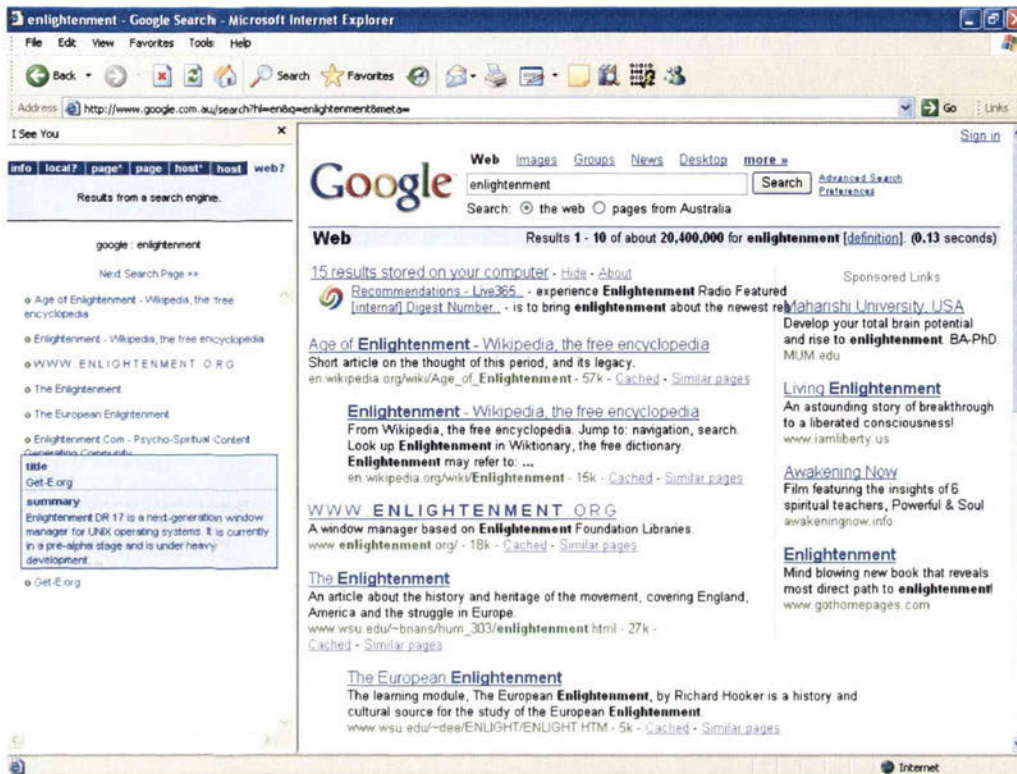 enlightenment - Google Search - Microsoft Internet Explorer
File Edit View Favorites Tools Help
Back Search Favorites
Address http://www.google.com.au/search?hl=en&q=enlightenment&meta= Go Links
I See You
info local? page* page host* host web?
Results from a search engine.
google : enlightenment
Next Search Page »»
Age of Enlightenment - Wikipedia, the free
encyclopedia
Enlightenment - Wikipedia, the free encyclopedia
W W W . E N L I G H T E N M E N T . O R G
The Enlightenment
The European Enlightenment
Enlightenment.Com - Psycho-Spiritual Content
Generating Community
title
Get-E.org
summary
Enlightenment DR 17 is a next-generation window
manager for UNIX operating systems. It is currently
in a pre-alpha stage and is under heavy
development. ...
Get-E.org
Sign in
Google
Web Images Groups News Desktop more »
enlightenment Search Advanced Search
Preferences
Search: the web pages from Australia
Web Results 1 - 10 of about 20,400,000 for enlightenment [definition]. (0.13 seconds)
15 results stored on your computer - Hide - About
Recommendations - Live365... - experience Enlightenment Radio Featured
[internaf] Digest Number... - is to bring enlightenment about the newest res
Age of Enlightenment - Wikipedia, the free encyclopedia
Short article on the thought of this period, and its legacy.
en.wikipedia.org/wiki/Age_of_Enlightenment - 57k - Cached - Similar pages
Enlightenment - Wikipedia, the free encyclopedia
From Wikipedia, the free encyclopedia. Jump to: navigation, search.
Look up Enlightenment in Wiktionary, the free dictionary.
Enlightenment may refer to: ...
en.wikipedia.org/wiki/Enlightenment - 15k - Cached - Similar pages
W W W . E N L I G H T E N M E N T . O R G
A window manager based on Enlightenment Foundation Libraries.
www.enlightenment.org/ - 18k - Cached - Similar pages
The Enlightenment
An article about the history and heritage of the movement, covering England,
America and the struggle in Europe.
www.wsu.edu/~brians/hum_303/enlightenment.html - 27k -
Cached - Similar pages
The European Enlightenment
The learning module, The European Enlightenment, by Richard Hooker is a history and
cultural source for the study of the European Enlightenment
www.wsu.edu/~dee/ENLIGHT/ENLIGHT.HTM - 5k - Cached - Similar pages
Sponsored Links
Maharishi University, USA
Develop your total brain potential
and rise to enlightenment. BA-PhD.
MUM.edu
Living Enlightenment
An astounding story of breakthrough
to a liberated consciousness!
www.iamliberty.us
Awakening Now
Film featuring the insights of 6
spiritual teachers, Powerful & Soul
awakeningnow.info
Enlightenment
Mind blowing new book that reveals
most direct path to enlightenment!
www.gothomepages.com
Internet